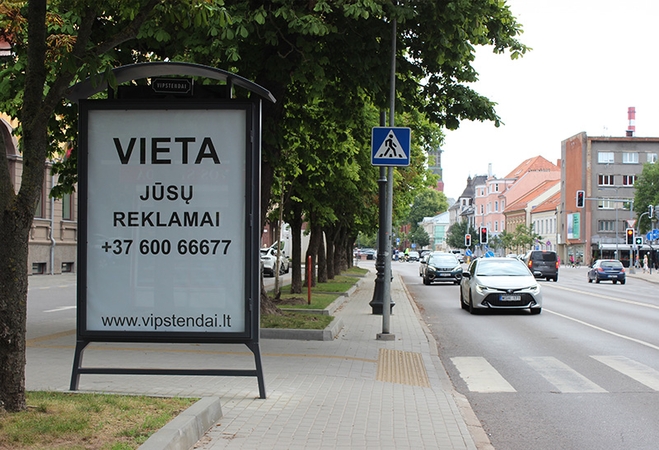 VIPSTENDAI
VIETA
JŪSŲ
REKLAMAI
+37 600 66677
www.vipstendai.lt